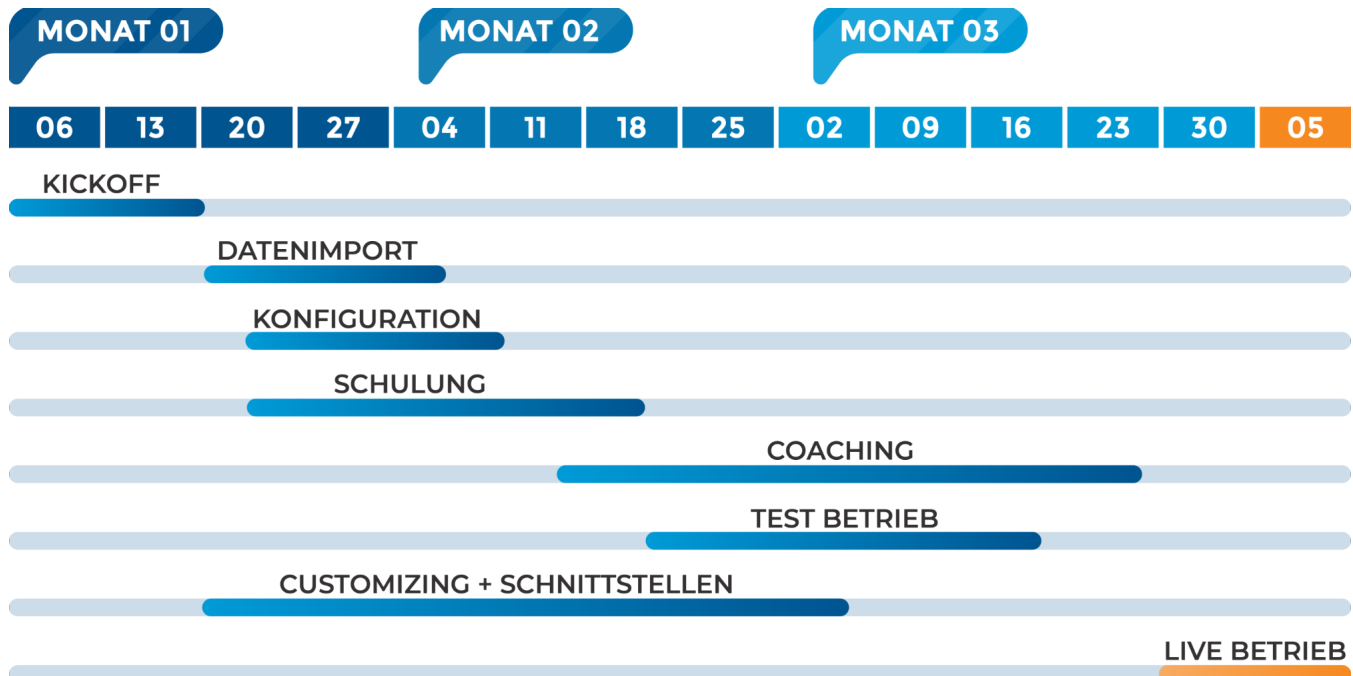 MONAT 01 MONAT 02 MONAT 03
06 13 20 27 04 11 18 25 02 09 16 23 30 05
KICKOFF
DATENIMPORT
KONFIGURATION
SCHULUNG
COACHING
TEST BETRIEB
CUSTOMIZING + SCHNITTSTELLEN
LIVE BETRIEB